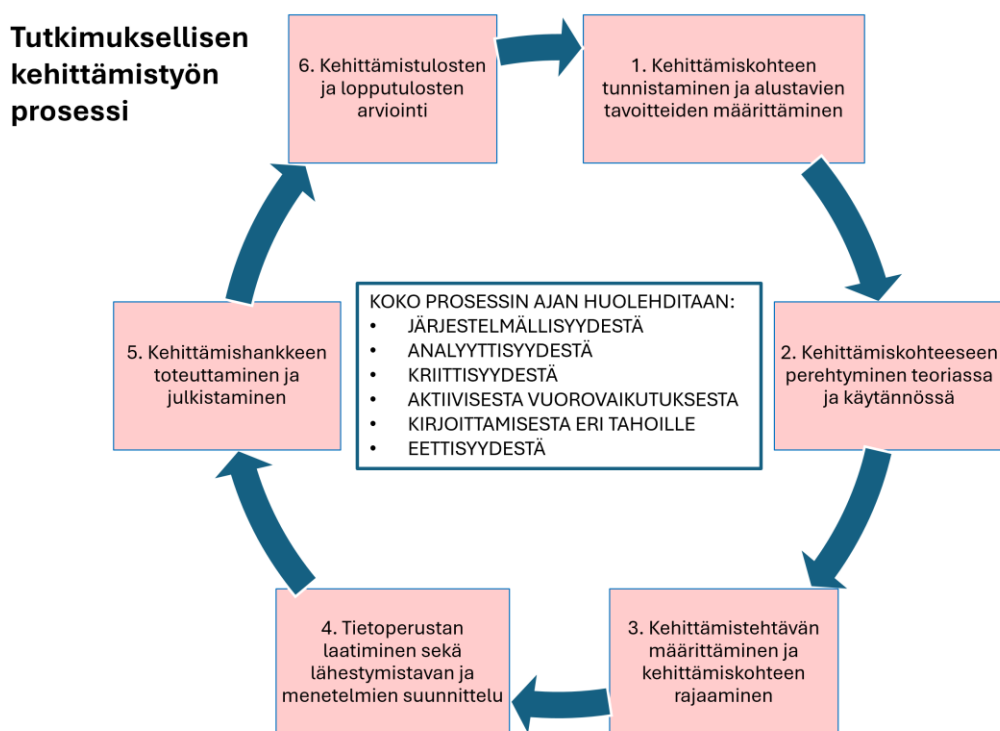 Tutkimuksellisen
kehittämistyön
prosessi
6. Kehittämistulosten
ja lopputulosten
arviointi
1. Kehittämiskohteen
tunnistaminen ja alustavien
tavoitteiden määrittäminen
5. Kehittämishankkeen
toteuttaminen ja
julkistaminen
KOKO PROSESSIN AJAN HUOLEHDITAAN:
• JÄRJESTELMÄLLISYYDESTÄ
• ANALYYTTISYYDESTÄ
• KRIITTISYYDESTÄ
• AKTIIVISESTA VUOROVAIKUTUKSESTA
• KIRJOITTAMISESTA ERI TAHOILLE
• EETTISYYDESTÄ
2. Kehittämiskohteeseen
perehtyminen teoriassa
ja käytännössä
4. Tietoperustan
laatiminen sekä
lähestymistavan ja
menetelmien suunnittelu
3. Kehittämistehtävän
määrittäminen ja
kehittämiskohteen
rajaaminen